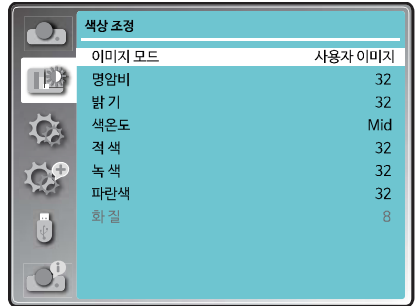 색상 조정
이미지 모드 사용자 이미지
명암비 32
밝 기 32
색온도 Mid
적 색 32
녹 색 32
파란색 32
화 질 8